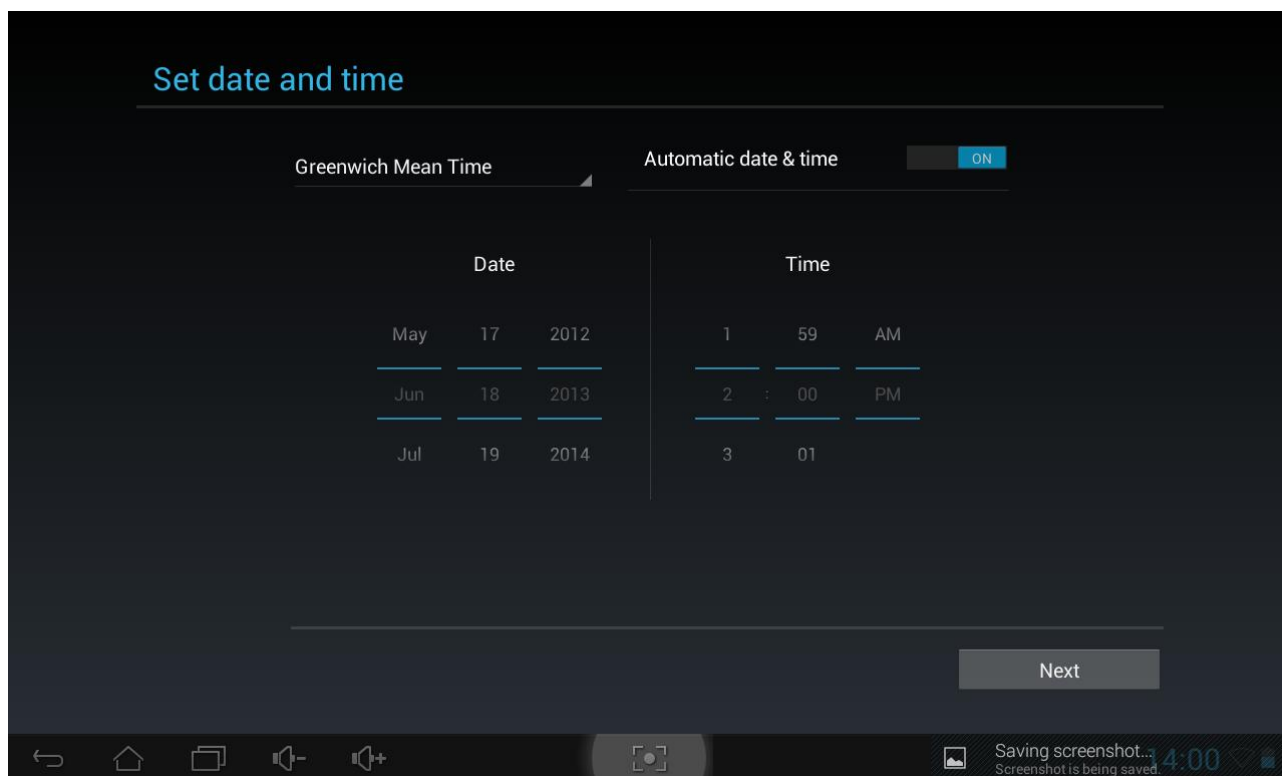 Set date and time
Greenwich Mean Time
Automatic date & time ON
Date Time
May 17 2012 1 59 AM
Jun 18 2013 2 : 00 PM
Jul 19 2014 3 01
Next
Saving screenshot... 14:00
Screenshot is being saved.